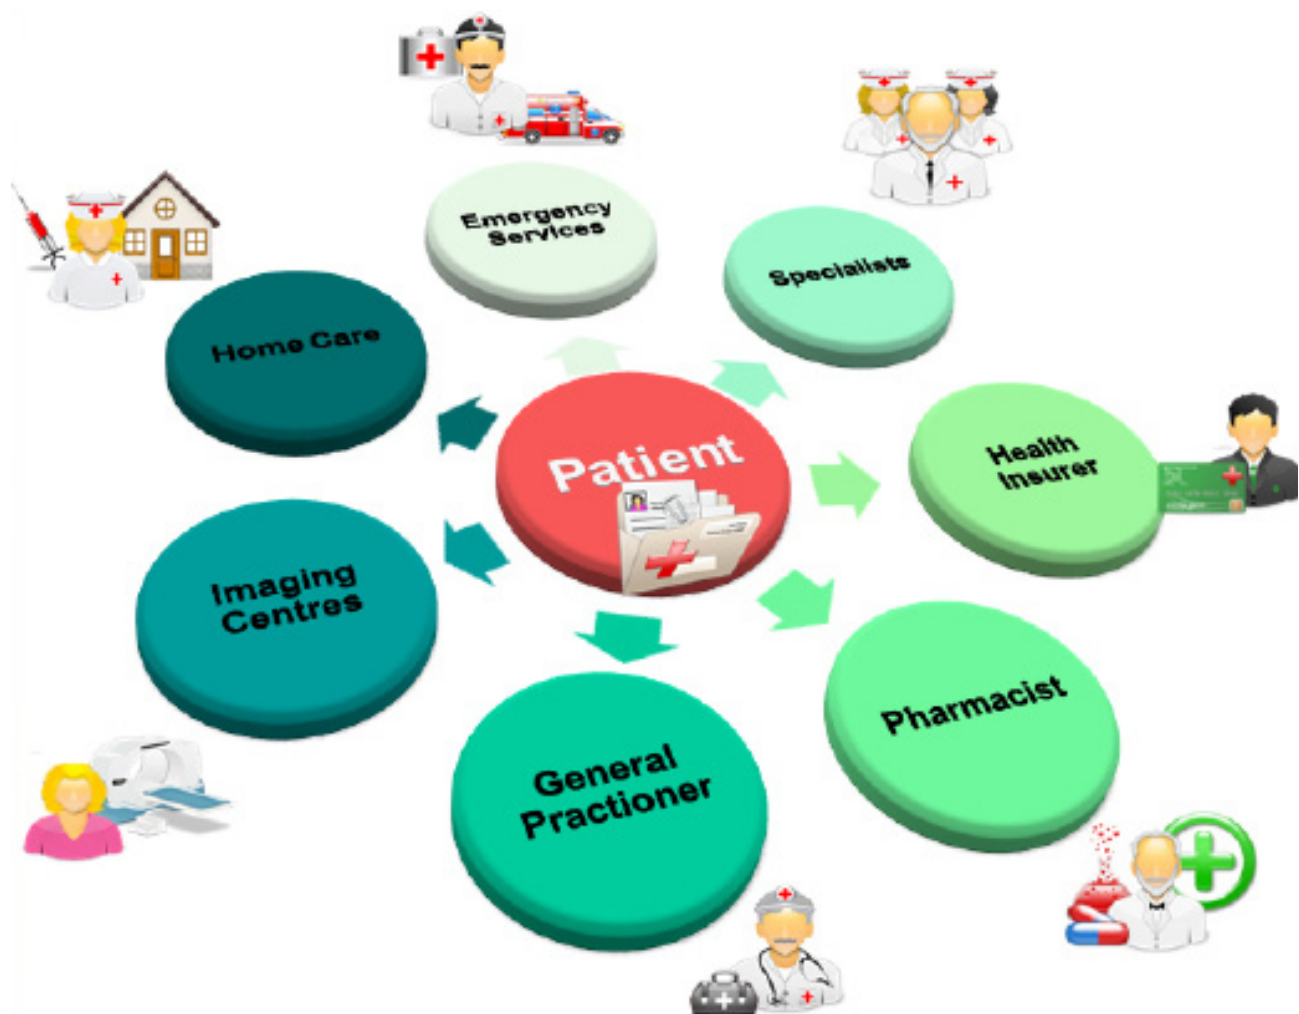 Emergency
Services
Specialists
Home Care
Patient
Health
Insurer
Imaging
Centres
Pharmacist
General
Practioner